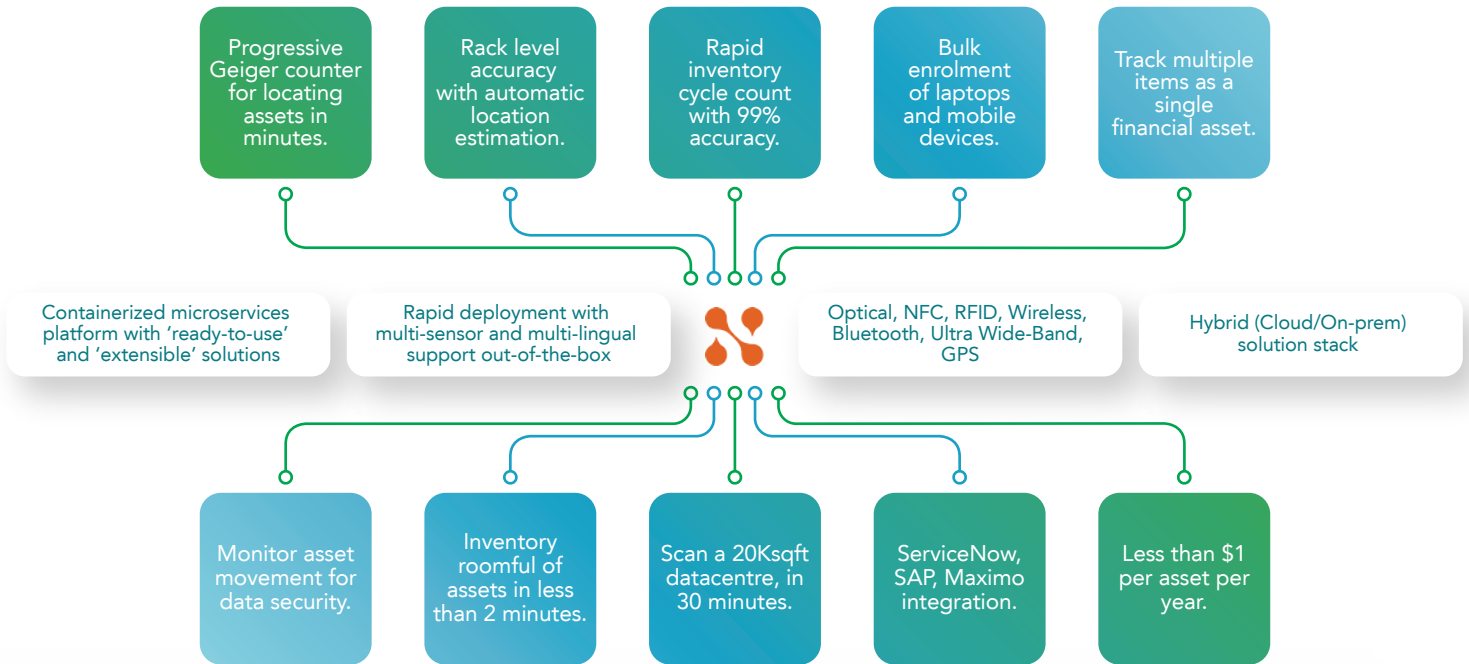 Progressive
Geiger counter
for locating
assets in
minutes.
Rack level
accuracy
with automatic
location
estimation.
Rapid
inventory
cycle count
with 99%
accuracy.
Bulk
enrolment
of laptops
and mobile
devices.
Track multiple
items as a
single
financial asset.
Containerized microservices
platform with ‘ready-to-use’
and ‘extensible’ solutions
Rapid deployment with
multi-sensor and multi-lingual
support out-of-the-box
Optical, NFC, RFID, Wireless,
Bluetooth, Ultra Wide-Band,
GPS
Hybrid (Cloud/On-prem)
solution stack
Monitor asset
movement for
data security.
Inventory
roomful of
assets in less
than 2 minutes.
Scan a 20Ksqft
datacentre, in
30 minutes.
ServiceNow,
SAP, Maximo
integration.
Less than $1
per asset per
year.